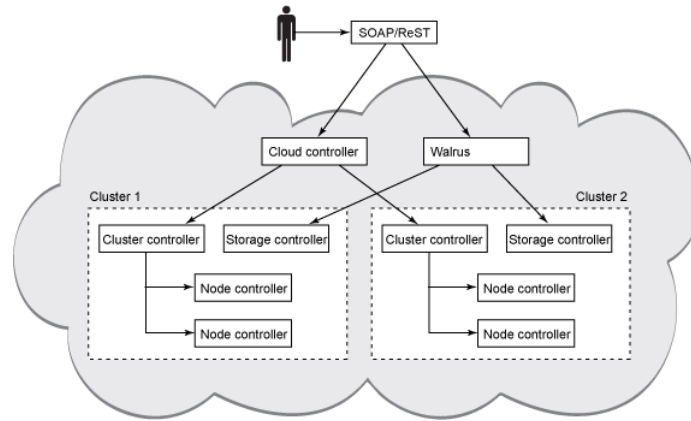 SOAP/ReST
Cloud controller
Walrus
Cluster 1
Cluster 2
Cluster controller
Storage controller
Cluster controller
Storage controller
Node controller
Node controller
Node controller
Node controller